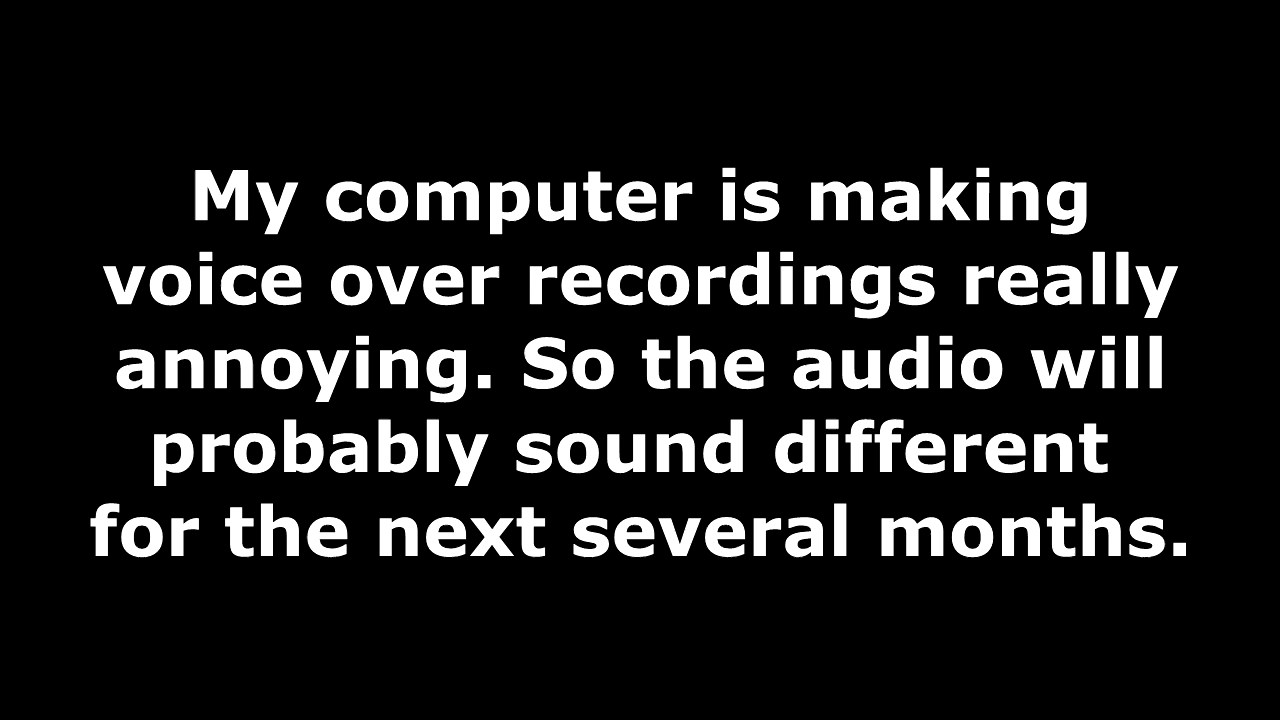 My computer is making
voice over recordings really
annoying. So the audio will
probably sound different
for the next several months.